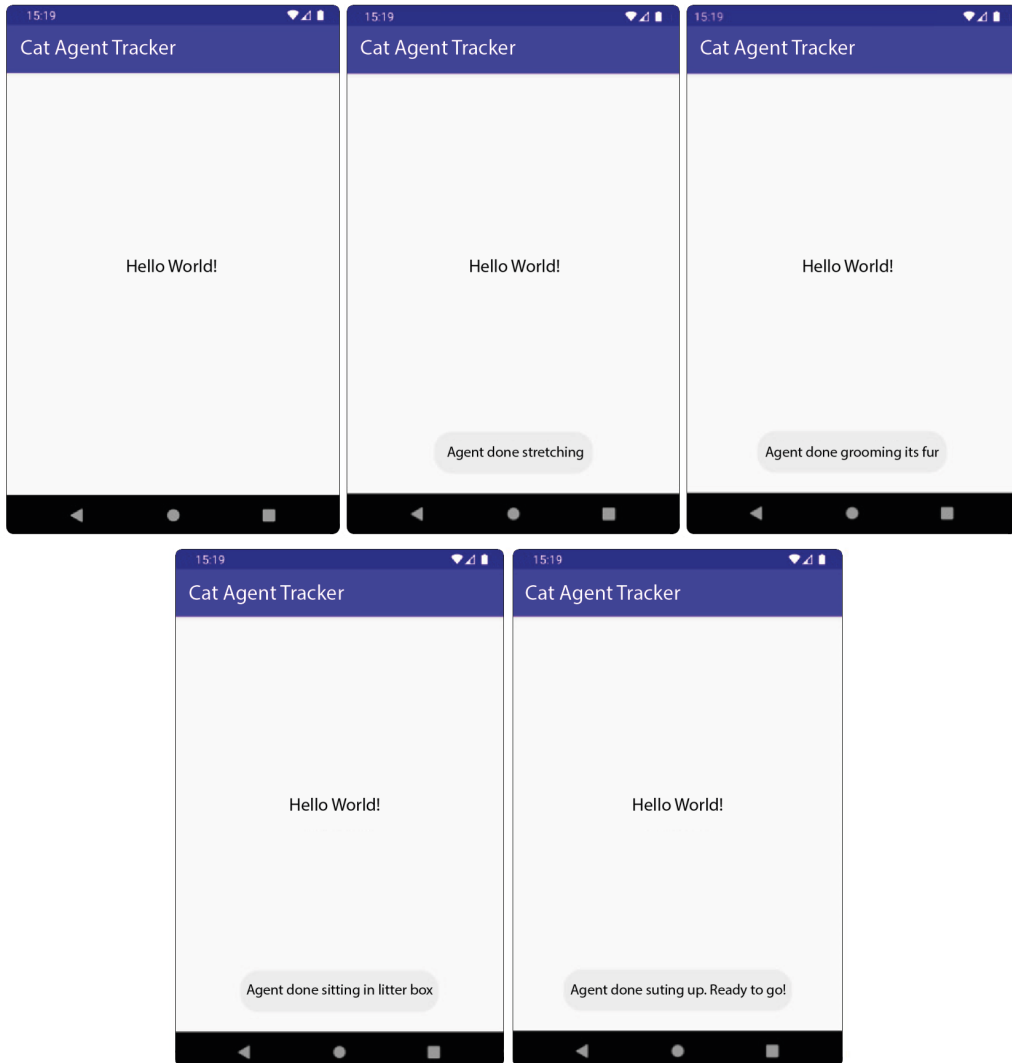 15:19
Cat Agent Tracker
Hello World!
15:19
Cat Agent Tracker
Hello World!
Agent done stretching
15:19
Cat Agent Tracker
Hello World!
Agent done grooming its fur
15:19
Cat Agent Tracker
Hello World!
Agent done sitting in litter box
15:19
Cat Agent Tracker
Hello World!
Agent done suting up. Ready to go!